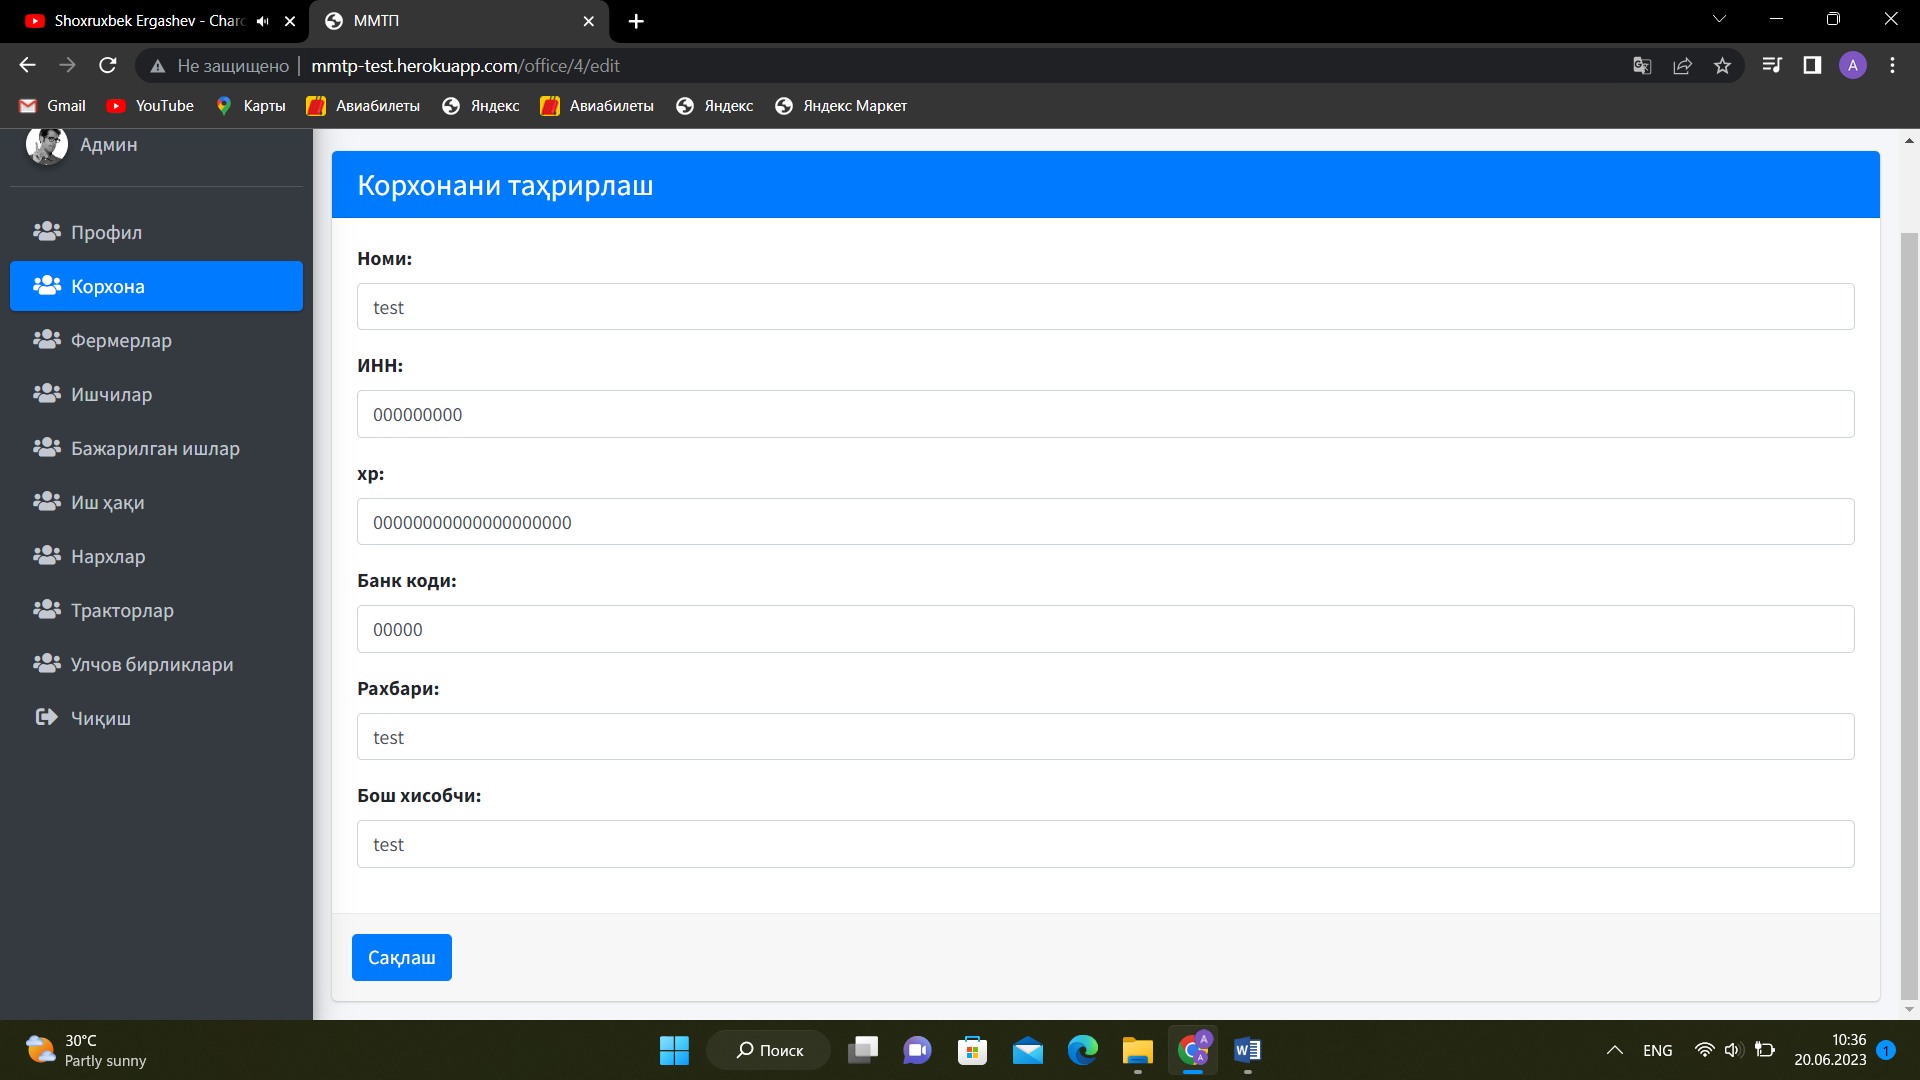 Shoxruxbek Ergashev - Charc
ММТП
Не защищено
mmtp-test.herokuapp.com/office/4/edit
A
Gmail
YouTube
Карты
Авиабилеты
Яндекс
Авиабилеты
Яндекс
Яндекс Маркет
Админ
Профил
Корхона
Фермерлар
Ишчилар
Бажарилган ишлар
Иш ҳақи
Нархлар
Тракторлар
Улчов бирликлари
Чиқиш
Корхонани таҳрирлаш
Номи:
test
ИНН:
000000000
хр:
00000000000000000000
Банк коди:
00000
Рахбари:
test
Бош хисобчи:
test
Сақлаш
30°C
Partly sunny
Поиск
ENG
10:36
20.06.2023
1